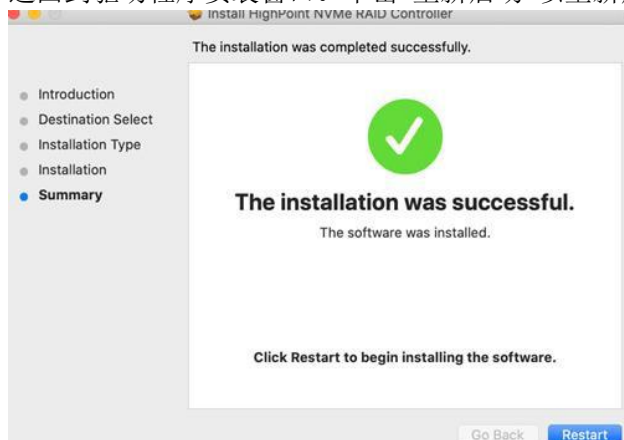 Install HighPoint NVMe RAID Controller
The installation was completed successfully.
Introduction
Destination Select
Installation Type
Installation
Summary
The installation was successful.
The software was installed.
Click Restart to begin installing the software.
Go Back
Restart